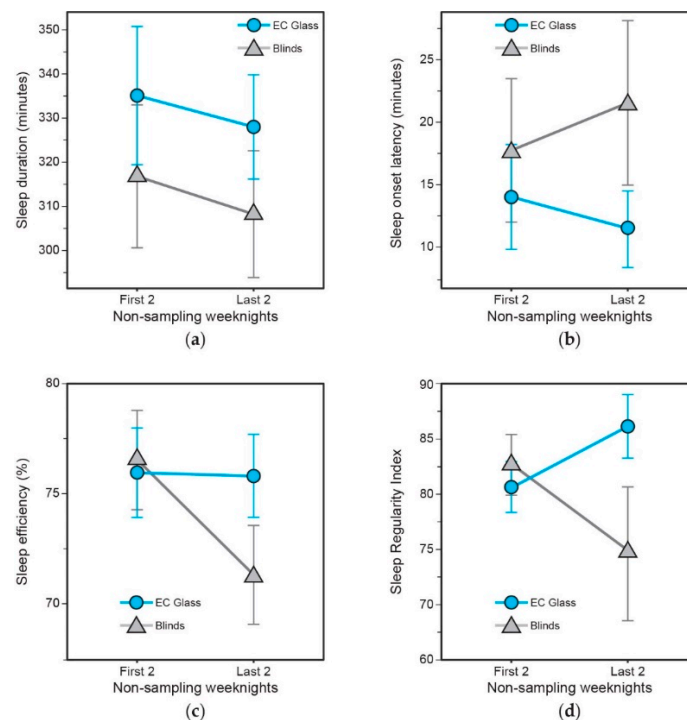 350
340
330
320
310
300
Sleep duration (minutes)
EC Glass
Blinds
First 2
Last 2
Non-sampling weeknights
(a)
25
20
15
10
Sleep onset latency (minutes)
EC Glass
Blinds
First 2
Last 2
Non-sampling weeknights
(b)
80
75
70
Sleep efficiency (%)
EC Glass
Blinds
First 2
Last 2
Non-sampling weeknights
(c)
90
85
80
75
70
60
Sleep Regularity Index
EC Glass
Blinds
First 2
Last 2
Non-sampling weeknights
(d)